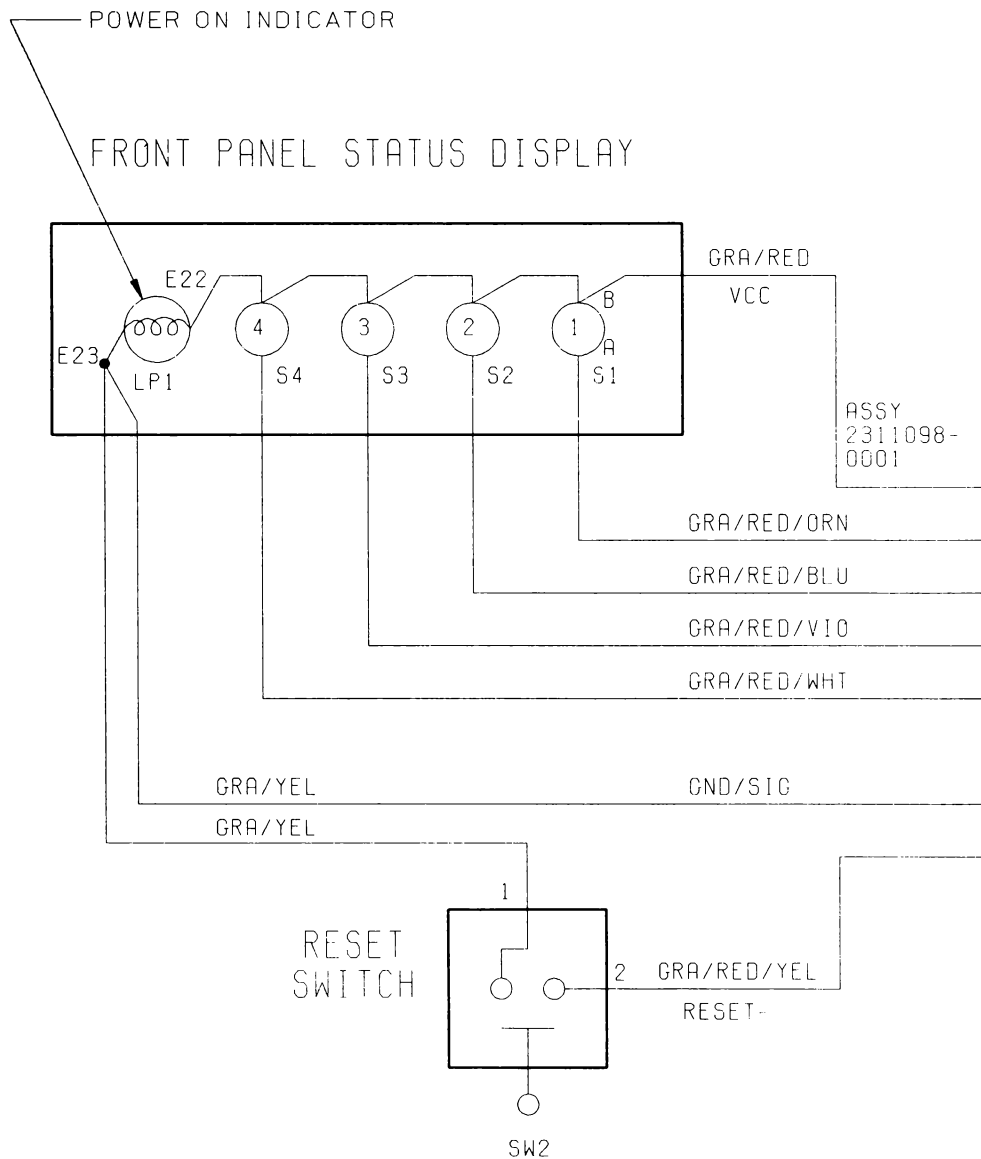 POWER ON INDICATOR
FRONT PANEL STATUS DISPLAY
GRA/RED
VCC
E22
B
4
3
2
1
A
E23
LP1
S4
S3
S2
S1
ASSY
2311098-
0001
GRA/RED/ORN
GRA/RED/BLU
GRA/RED/VIO
GRA/RED/WHT
GRA/YEL
GND/SIG
GRA/YEL
1
RESET
SWITCH
2
GRA/RED/YEL
RESET-
SW2